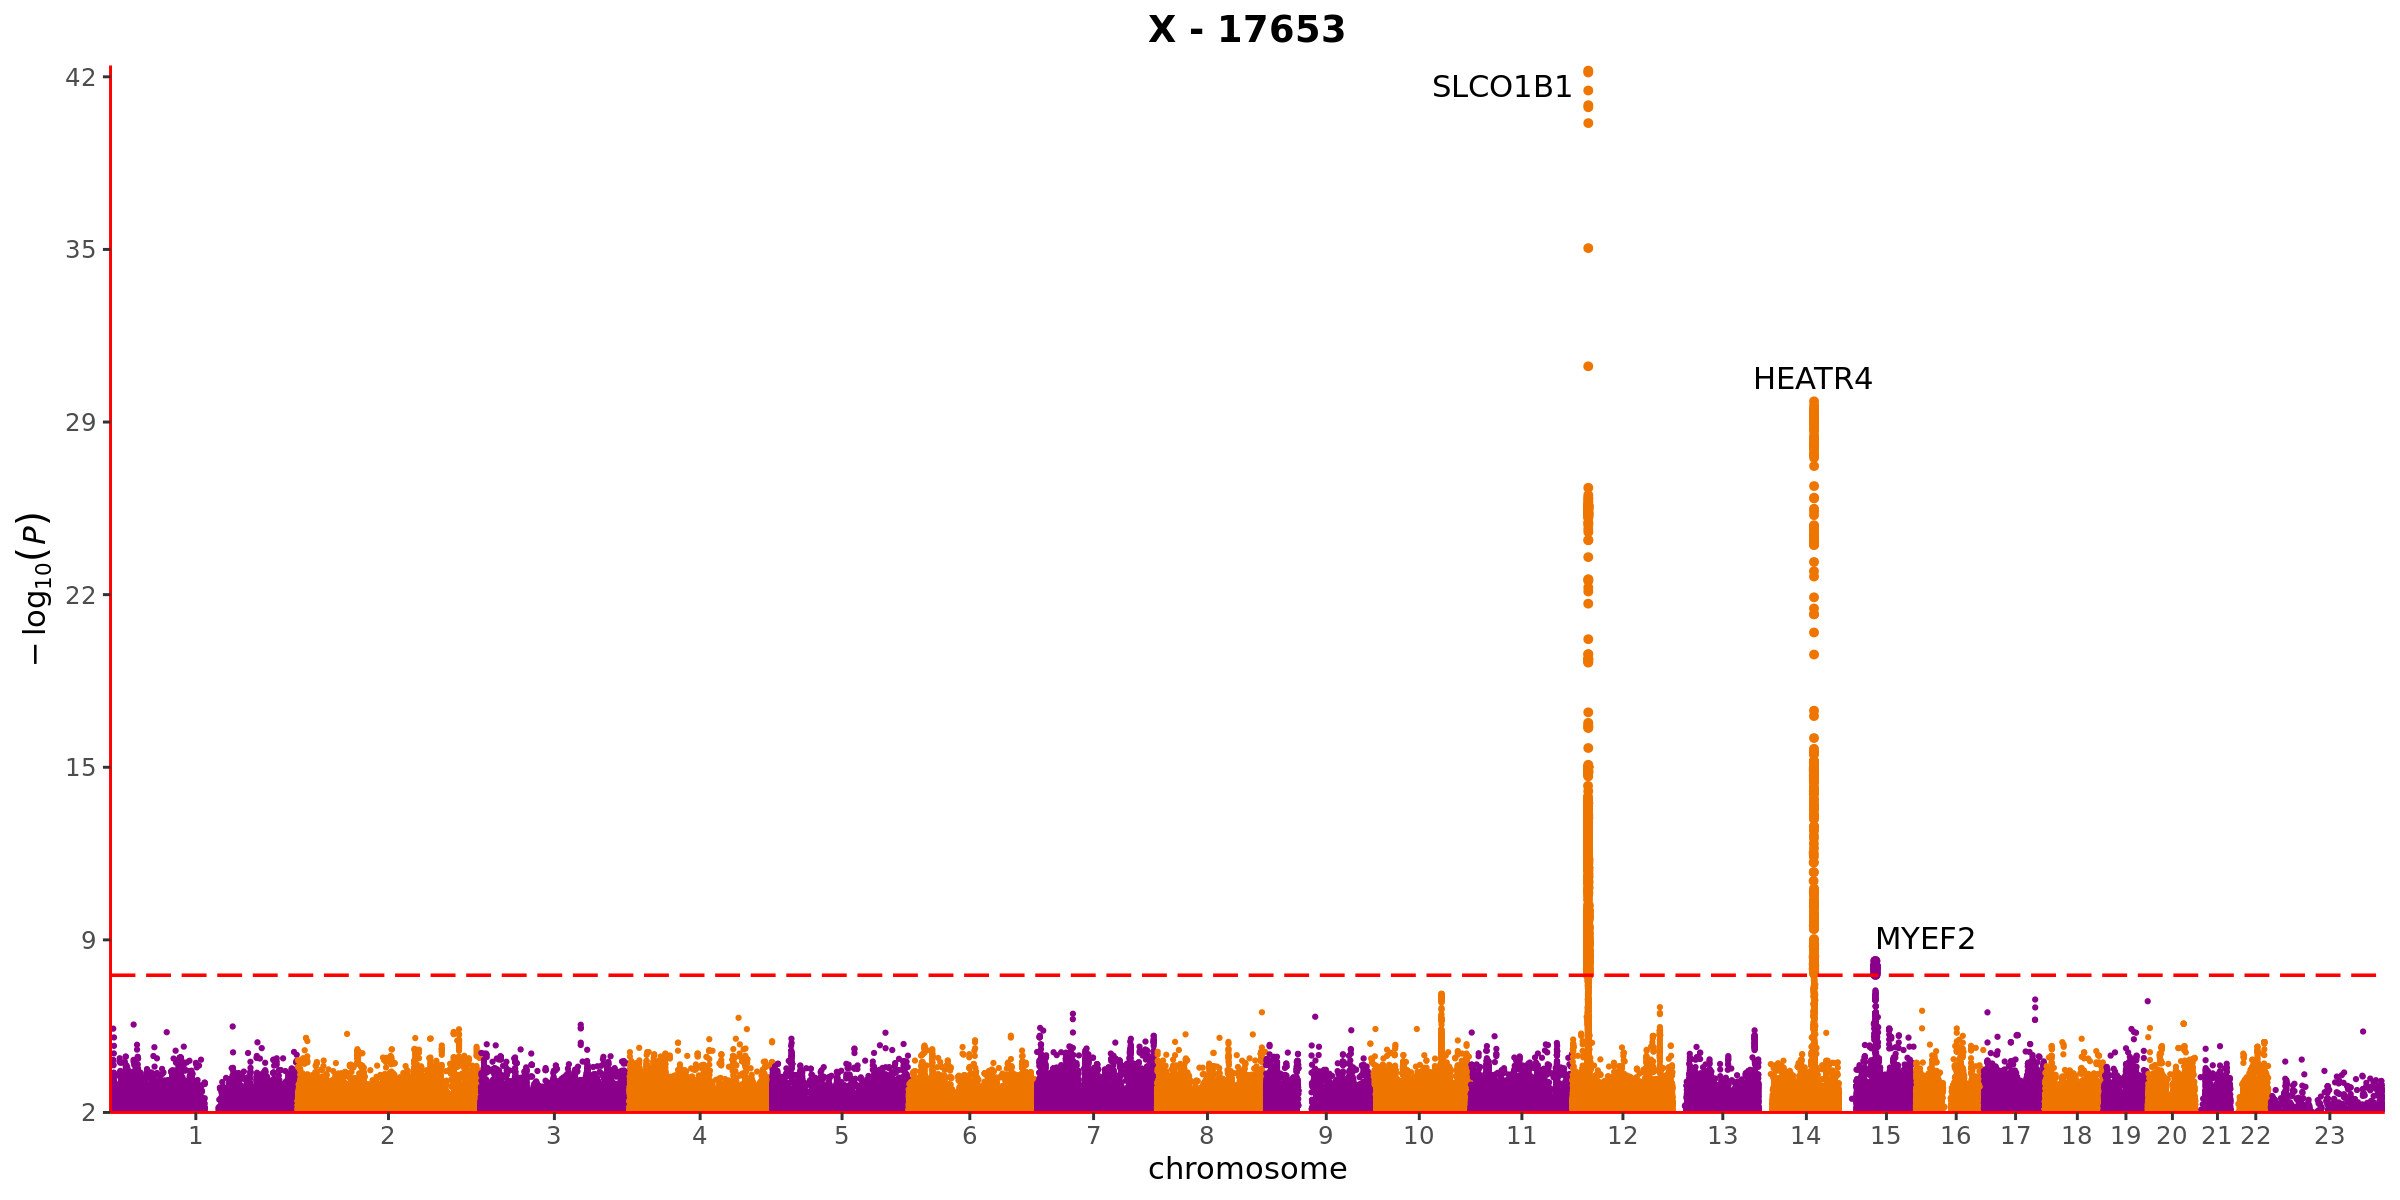 X - 17653
42
SLCO1B1
35
HEATR4
29
22
15
9
MYEF2
2
− log10(P)
1 2 3 4 5 6 7 8 9 10 11 12 13 14 15 16 17 18 19 20 21 22 23
chromosome